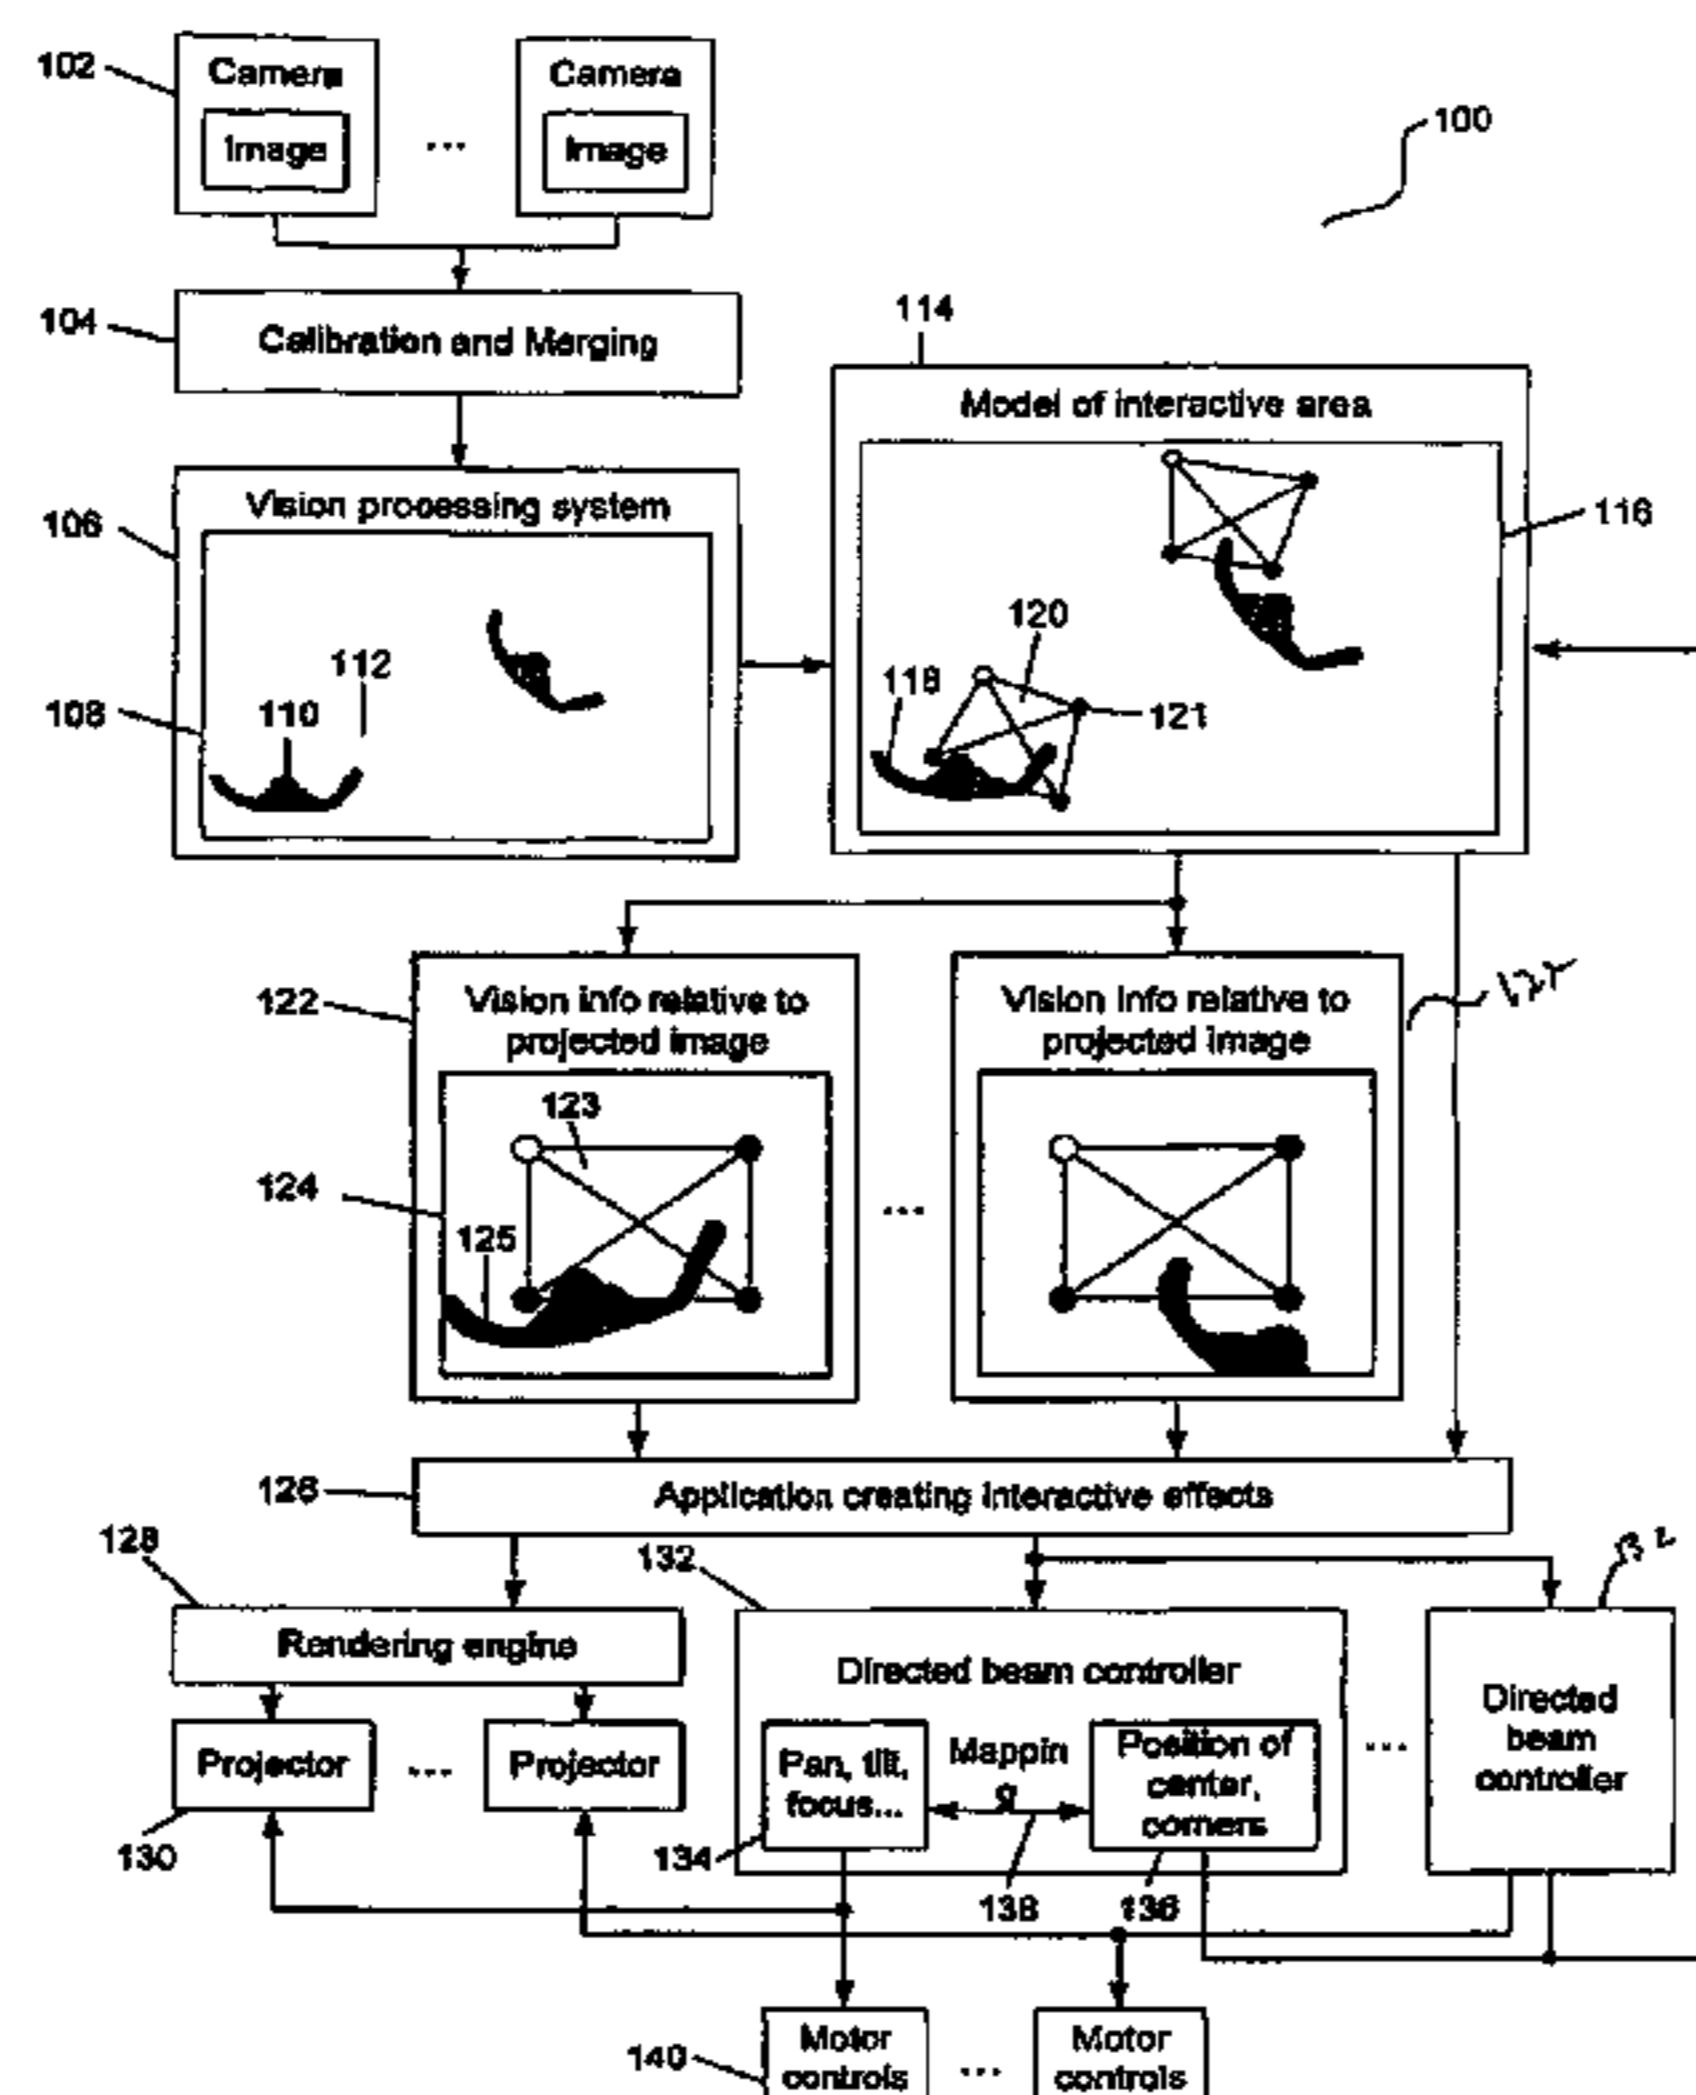 102
Camera
Camera
Image
...
Image
100
104
Calibration and Merging
114
Model of interactive area
106
Vision processing system
116
120
112
118
108
110
121
122
Vision info relative to
projected image
Vision info relative to
projected image
122
123
124
...
125
126
Application creating interactive effects
128
132
132
Rendering engine
Directed beam controller
Directed
beam
controller
Projector
...
Projector
Pan, tilt,
focus...
Mappin
g
Position of
center,
corners
...
130
134
138
136
140
Motor
controls
...
Motor
controls